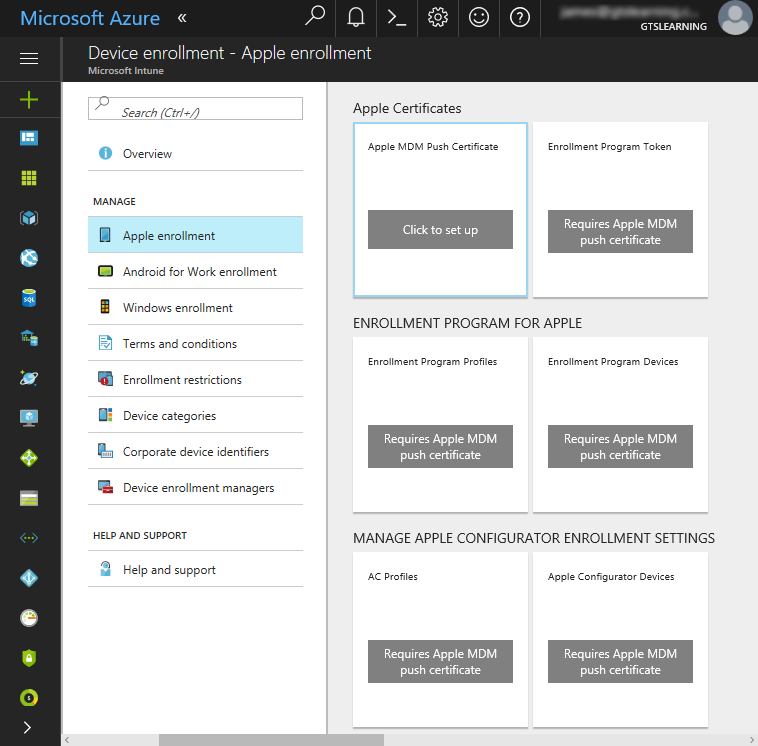 Microsoft Azure «
GTSLEARNING
Device enrollment - Apple enrollment
Microsoft Intune
Search (Ctrl+/)
Overview
MANAGE
Apple enrollment
Android for Work enrollment
Windows enrollment
Terms and conditions
Enrollment restrictions
Device categories
Corporate device identifiers
Device enrollment managers
HELP AND SUPPORT
Help and support
Apple Certificates
Apple MDM Push Certificate
Click to set up
Enrollment Program Token
Requires Apple MDM
push certificate
ENROLLMENT PROGRAM FOR APPLE
Enrollment Program Profiles
Requires Apple MDM
push certificate
Enrollment Program Devices
Requires Apple MDM
push certificate
MANAGE APPLE CONFIGURATOR ENROLLMENT SETTINGS
AC Profiles
Requires Apple MDM
push certificate
Apple Configurator Devices
Requires Apple MDM
push certificate